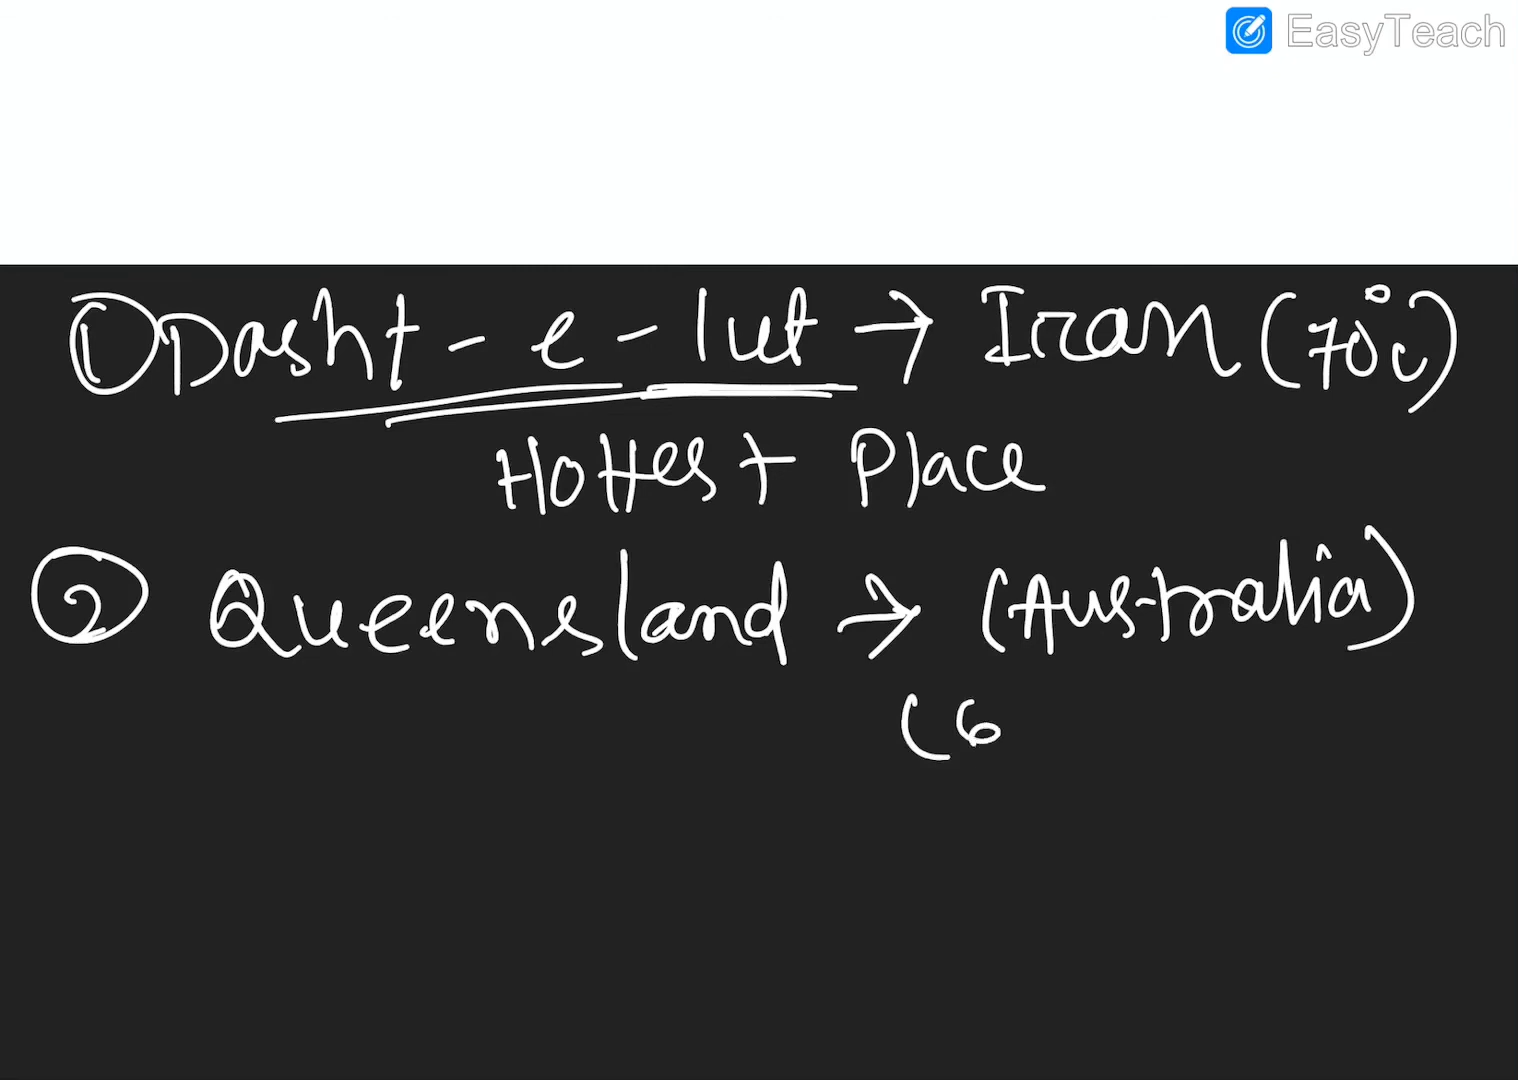 EasyTeach
① Dasht-e-lut → Iran (70°c)
Hottest Place
② Queensland → (Australia)
(6